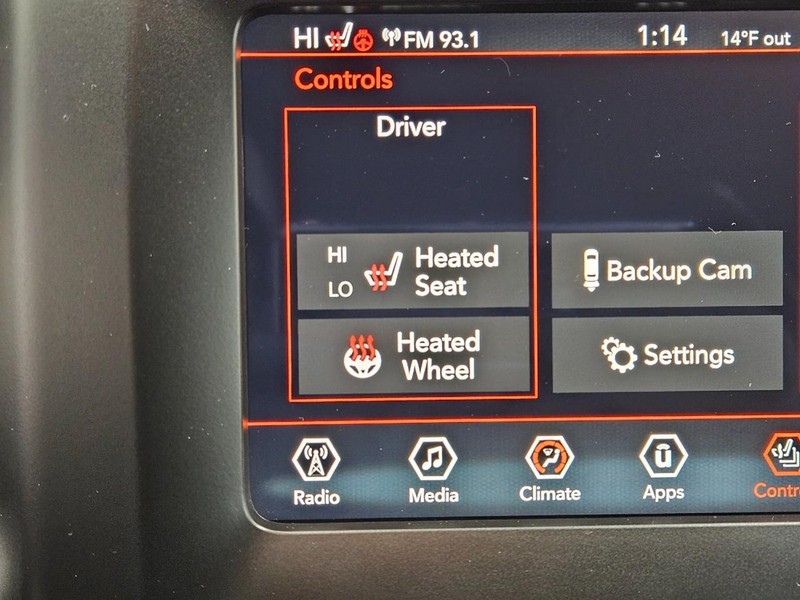 HI FM 93.1 1:14 14°F out
Controls
Driver
HI
LO
Heated
Seat
Backup Cam
Heated
Wheel
Settings
Radio Media Climate Apps Contr